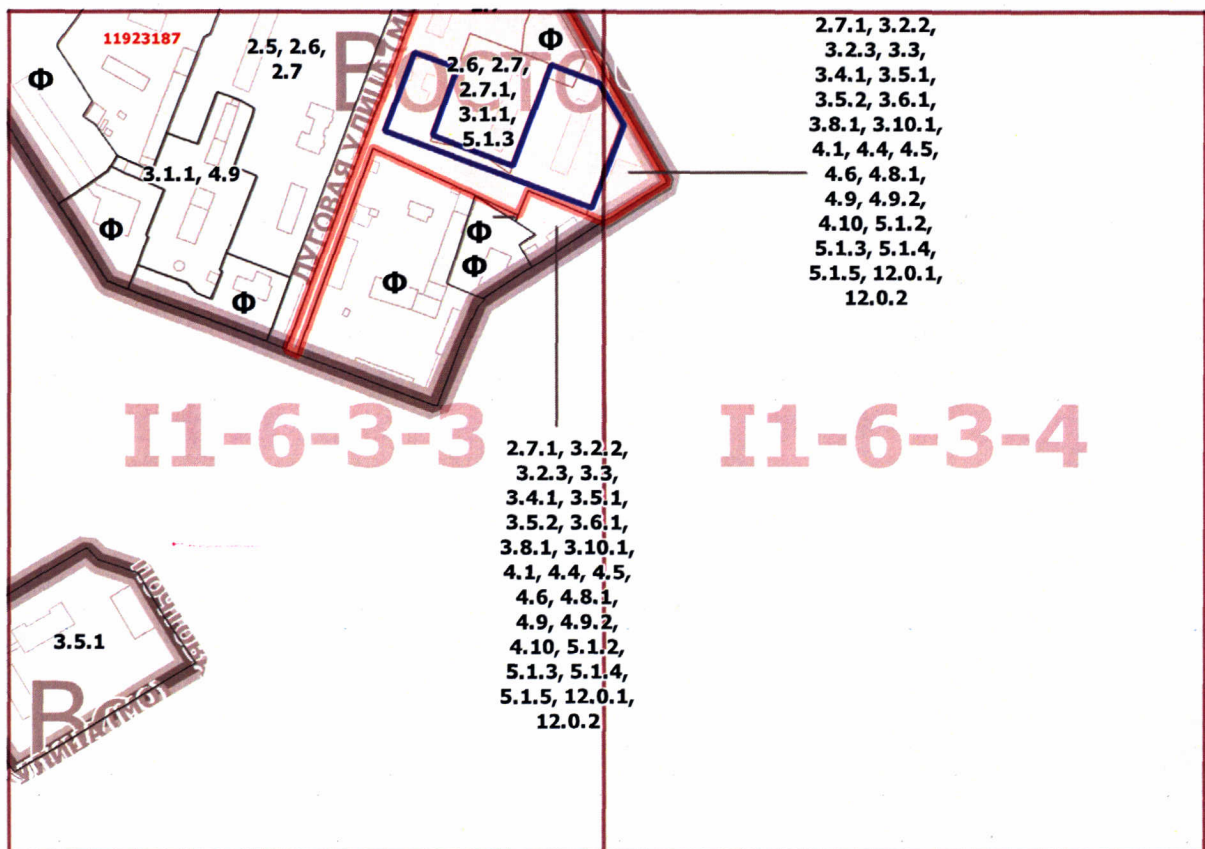 11923187
Ф
2.5, 2.6,
2.7
3.1.1, 4.9
Ф
Ф
ЛУГОВАЯ УЛИЦА
2.6, 2.7,
2.7.1,
3.1.1,
5.1.3
Ф
Ф
Ф
Ф
2.7.1, 3.2.2,
3.2.3, 3.3,
3.4.1, 3.5.1,
3.5.2, 3.6.1,
3.8.1, 3.10.1,
4.1, 4.4, 4.5,
4.6, 4.8.1,
4.9, 4.9.2,
4.10, 5.1.2,
5.1.3, 5.1.4,
5.1.5, 12.0.1,
12.0.2
I1-6-3-3
I1-6-3-4
2.7.1, 3.2.2,
3.2.3, 3.3,
3.4.1, 3.5.1,
3.5.2, 3.6.1,
3.8.1, 3.10.1,
4.1, 4.4, 4.5,
4.6, 4.8.1,
4.9, 4.9.2,
4.10, 5.1.2,
5.1.3, 5.1.4,
5.1.5, 12.0.1,
12.0.2
3.5.1